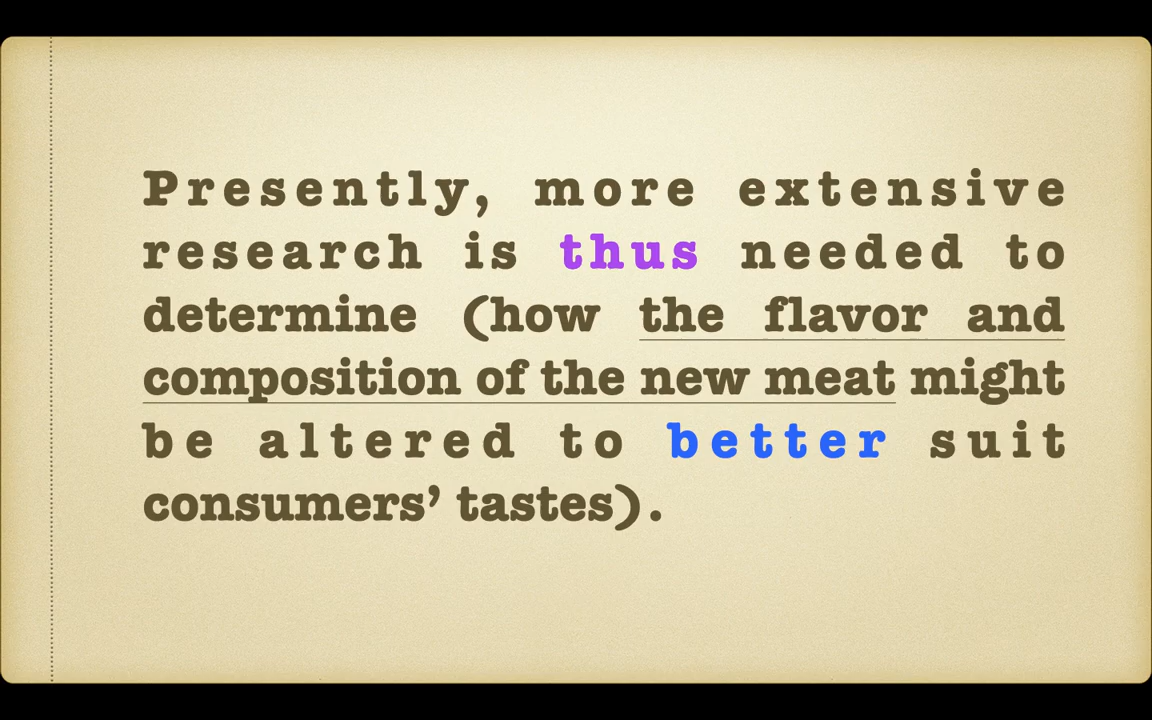 Presently, more extensive
research is thus needed to
determine (how the flavor and
composition of the new meat might
be altered to better suit
consumers’ tastes).